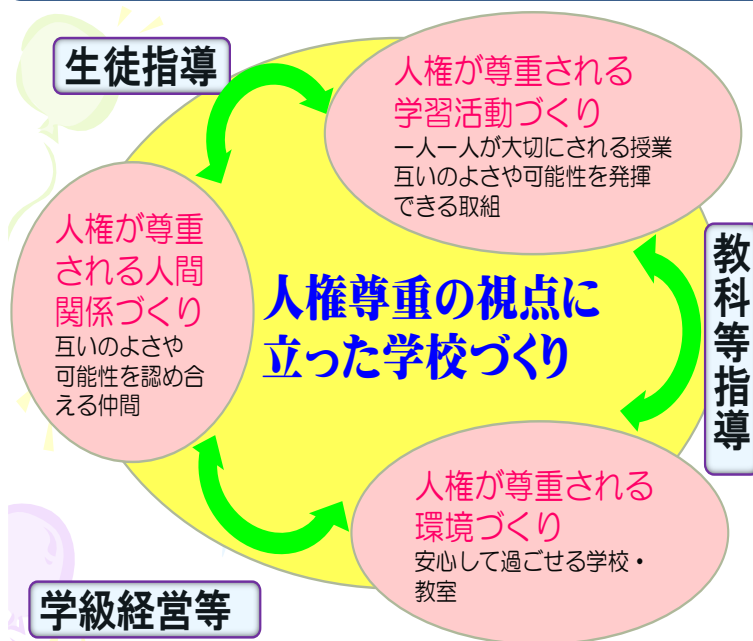 生徒指導
人権が尊重される
学習活動づくり
一人一人が大切にされる授業
互いのよさや可能性を発揮
できる取組
人権が尊重
される人間
関係づくり
互いのよさや
可能性を認め合
える仲間
人権尊重の視点に
立った学校づくり
教科等指導
人権が尊重される
環境づくり
安心して過ごせる学校・
教室
学級経営等